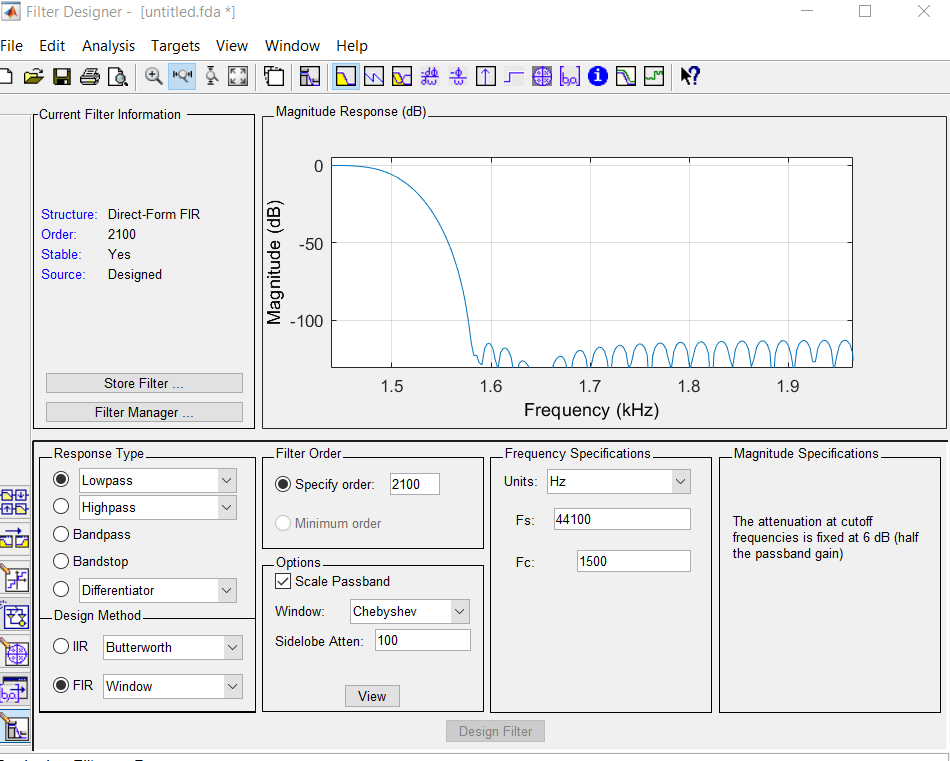 Filter Designer - [untitled.fda *]
File Edit Analysis Targets View Window Help
Current Filter Information
Structure: Direct-Form FIR
Order: 2100
Stable: Yes
Source: Designed
Store Filter ...
Filter Manager ...
Magnitude Response (dB)
Magnitude (dB)
0
-50
-100
1.5 1.6 1.7 1.8 1.9
Frequency (kHz)
Response Type
Lowpass
Highpass
Bandpass
Bandstop
Differentiator
Design Method
IIR Butterworth
FIR Window
Filter Order
Specify order: 2100
Minimum order
Options
Scale Passband
Window: Chebyshev
Sidelobe Atten: 100
View
Frequency Specifications
Units: Hz
Fs: 44100
Fc: 1500
Magnitude Specifications
The attenuation at cutoff
frequencies is fixed at 6 dB (half
the passband gain)
Design Filter